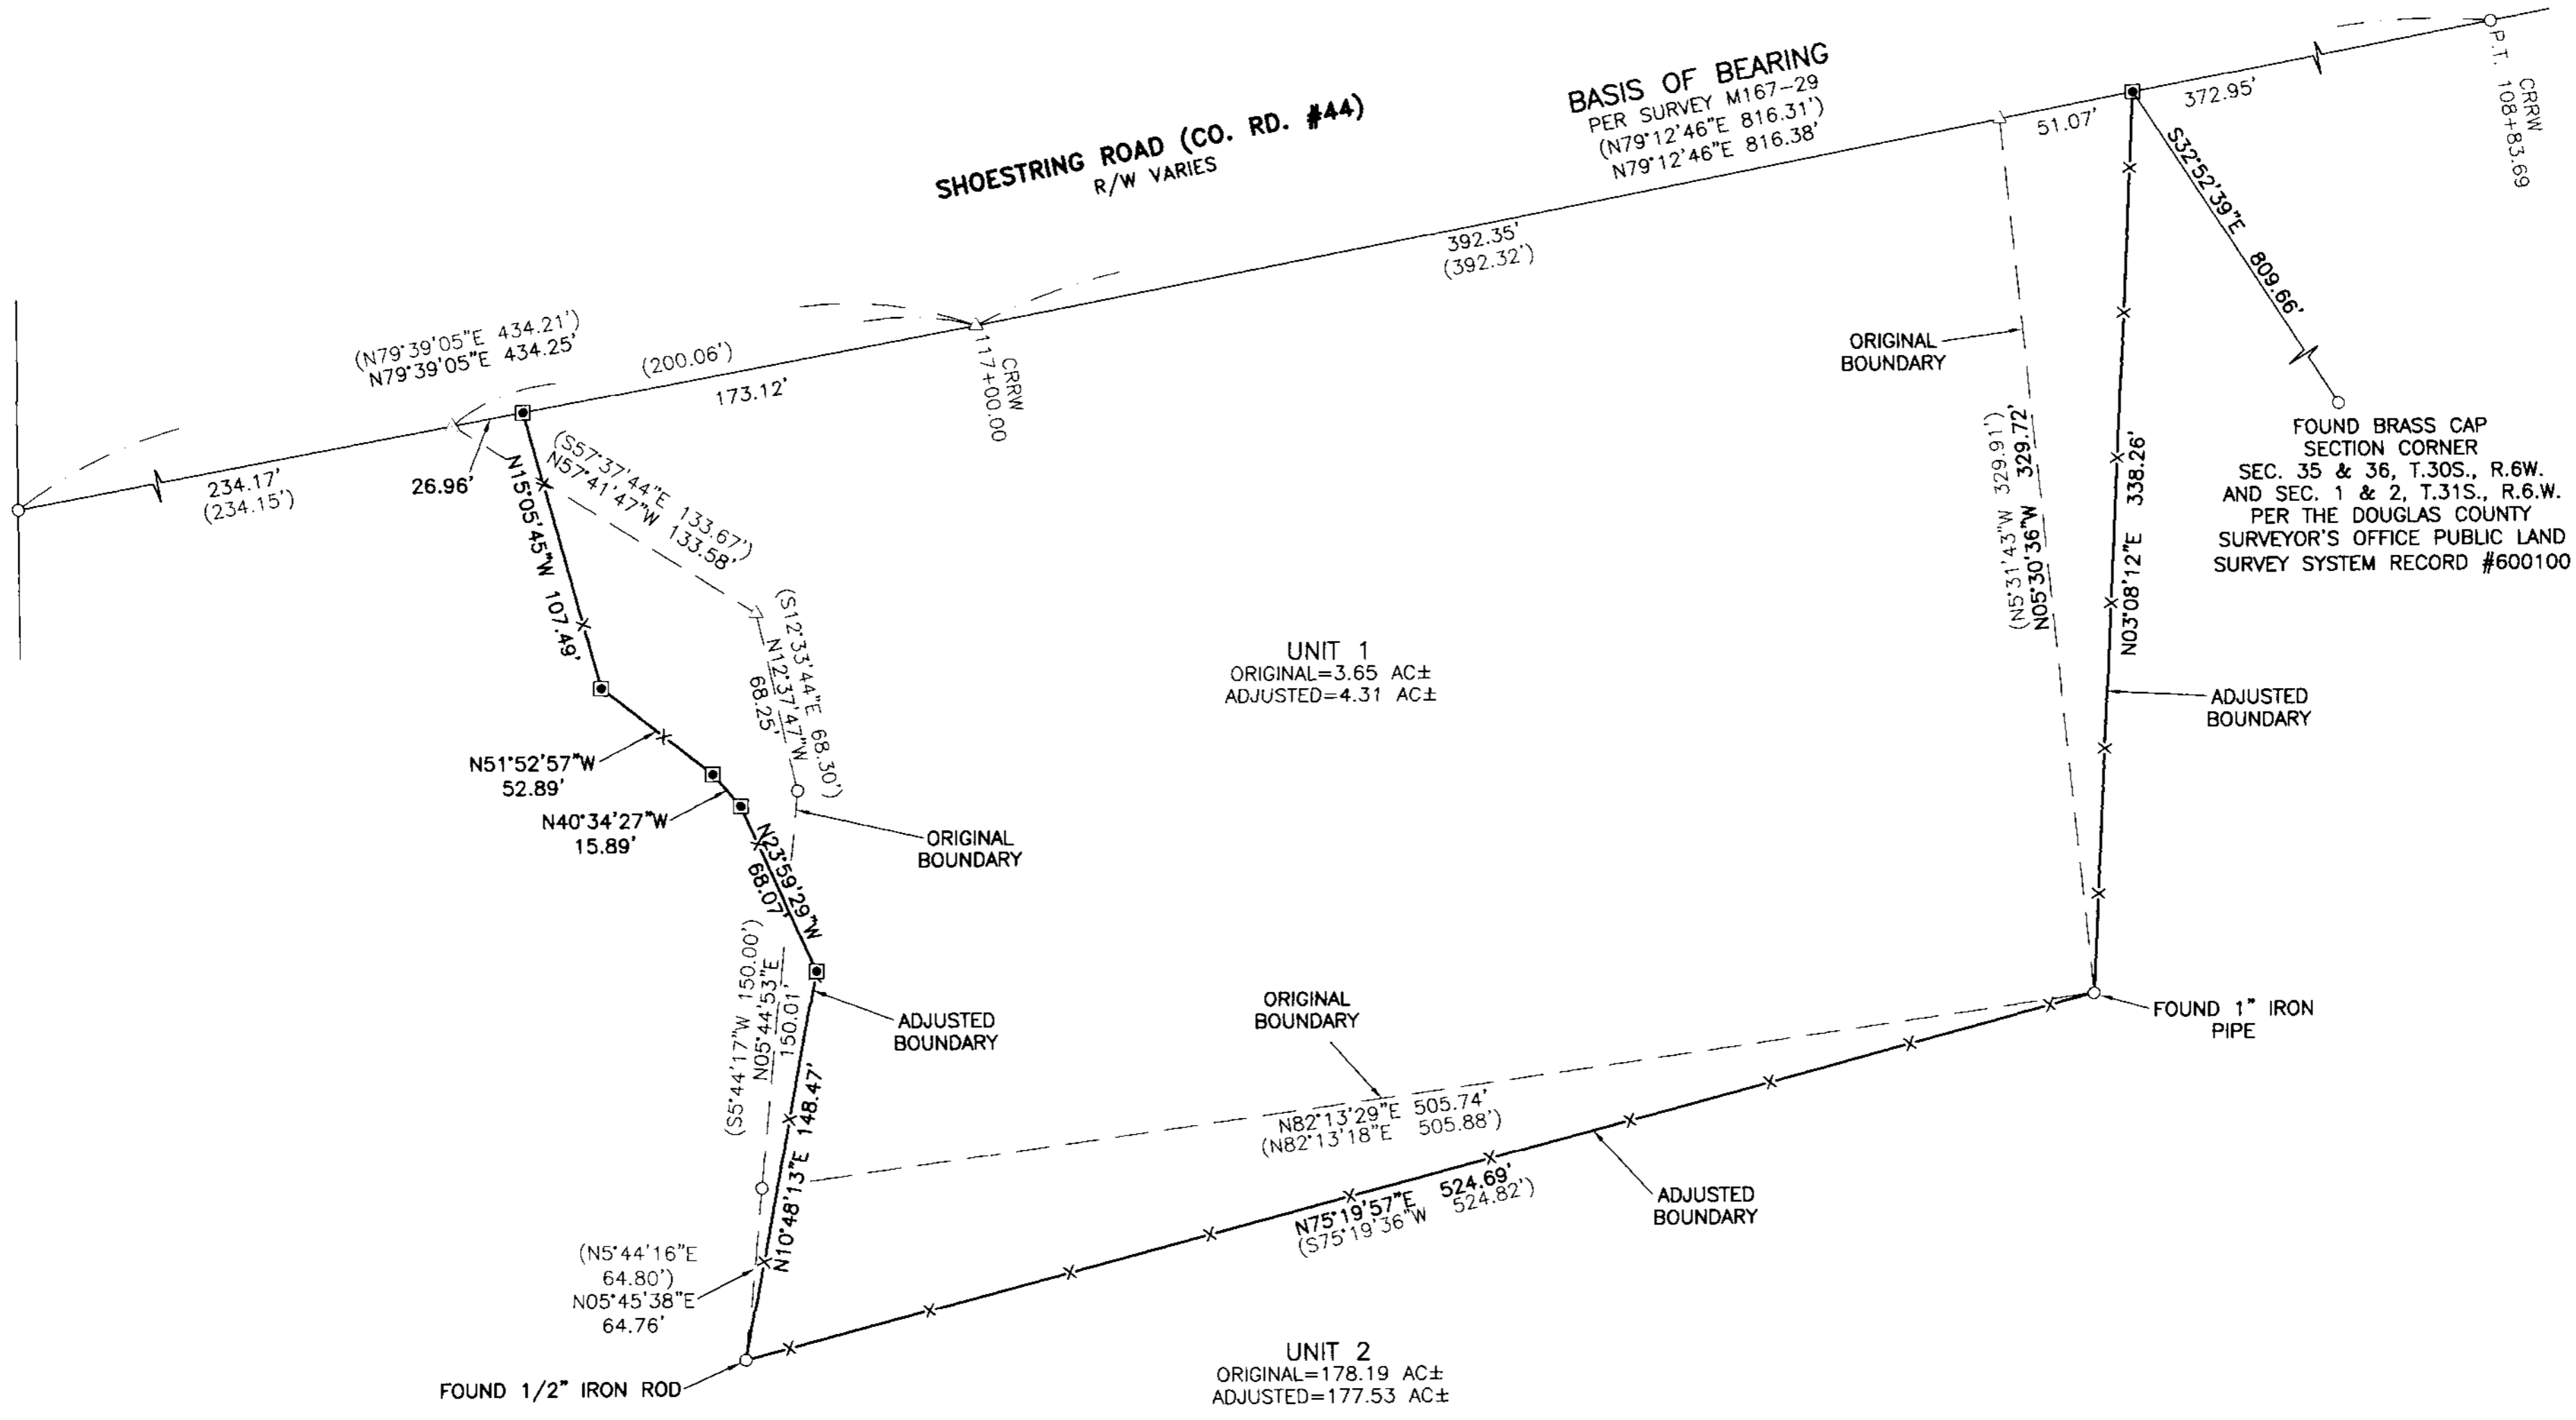 BASIS OF BEARING
PER SURVEY M167-29
(N79°12'46"E 816.31')
N79°12'46"E 816.38'
SHOESTRING ROAD (CO. RD. #44)
R/W VARIES
51.07'
372.95'
P.T. 108+83.69
CRRW
S32°52'39"E 809.66'
392.35'
(392.32')
(N79°39'05"E 434.21')
N79°39'05"E 434.25'
(200.06')
173.12'
117+00.00
CRRW
234.17'
(234.15')
26.96'
ORIGINAL
BOUNDARY
FOUND BRASS CAP
SECTION CORNER
SEC. 35 & 36, T.30S., R.6W.
AND SEC. 1 & 2, T.31S., R.6.W.
PER THE DOUGLAS COUNTY
SURVEYOR'S OFFICE PUBLIC LAND
SURVEY SYSTEM RECORD #600100
(S57°37'44"E 133.67')
N57°41'47"W 133.58'
N15°05'45"W 107.49'
(N5°31'43"W 329.91')
N05°30'36"W 329.72'
N03°08'12"E 338.26'
(S12°33'44"E 68.30')
N12°37'47"W
68.25'
UNIT 1
ORIGINAL=3.65 AC±
ADJUSTED=4.31 AC±
ADJUSTED
BOUNDARY
N51°52'57"W
52.89'
N40°34'27"W
15.89'
N23°59'29"W
68.07'
ORIGINAL
BOUNDARY
(S5°44'17"W 150.00')
N05°44'53"E
150.01'
ADJUSTED
BOUNDARY
ORIGINAL
BOUNDARY
FOUND 1" IRON
PIPE
N10°48'13"E 148.47'
N82°13'29"E 505.74'
(N82°13'18"E 505.88')
N75°19'57"E 524.69'
(S75°19'36"W 524.82')
ADJUSTED
BOUNDARY
(N5°44'16"E
64.80')
N05°45'38"E
64.76'
FOUND 1/2" IRON ROD
UNIT 2
ORIGINAL=178.19 AC±
ADJUSTED=177.53 AC±